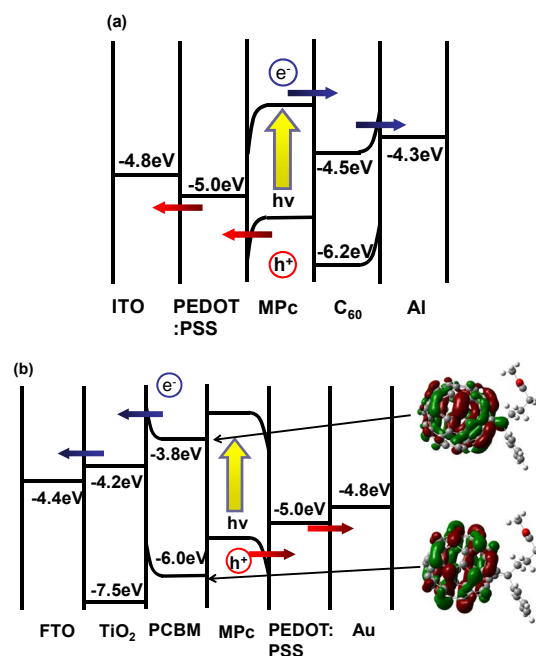 (a)
e⁻
-4.8eV
-5.0eV
hν
-4.5eV
-4.3eV
h⁺
-6.2eV
ITO PEDOT MPc C₆₀ Al
:PSS
(b)
e⁻
-3.8eV
-4.2eV
-4.4eV
-4.8eV
-5.0eV
hν
-6.0eV
h⁺
-7.5eV
FTO TiO₂ PCBM MPc PEDOT: Au
PSS